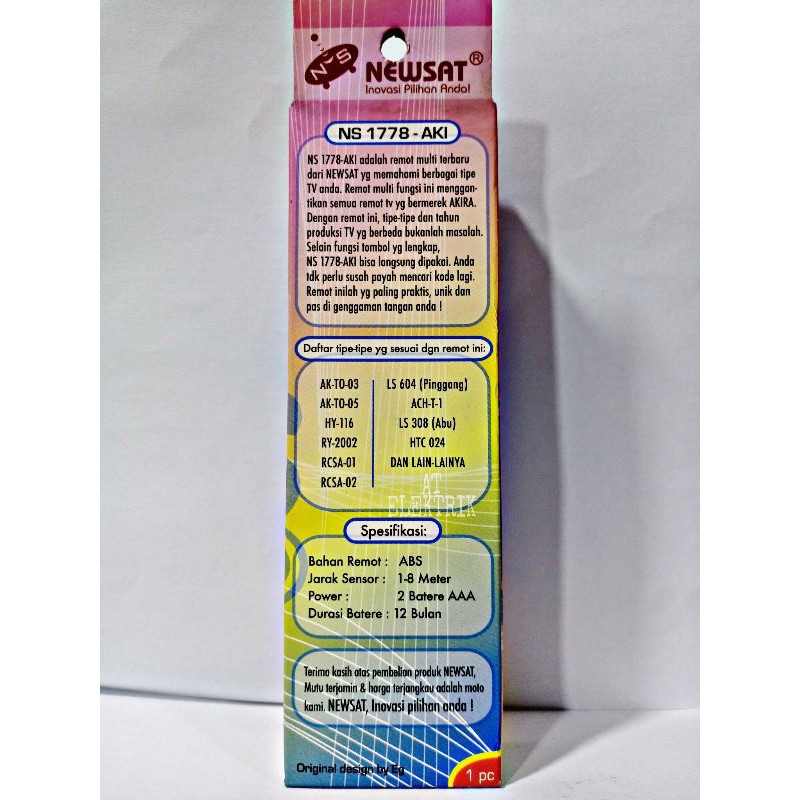 NS
NEWSAT®
Inovasi Pilihan Anda!
NS 1778 - AKI
NS 1778-AKI adalah remot multi terbaru
dari NEWSAT yg memahami berbagai tipe
TV anda. Remot multi fungsi ini menggan-
tikan semua remot tv yg bermerek AKIRA.
Dengan remot ini, tipe-tipe dan tahun
produksi TV yg berbeda bukanlah masalah.
Selain fungsi tombol yg lengkap,
NS 1778-AKI bisa langsung dipakai. Anda
tdk perlu susah payah mencari kode lagi.
Remot inilah yg paling praktis, unik dan
pas di genggaman tangan anda !
Daftar tipe-tipe yg sesuai dgn remot ini:
AK-TO-03 LS 604 (Pinggang)
AK-TO-05 ACH-T-1
HY-116 LS 308 (Abu)
RY-2002 HTC 024
RCSA-01 DAN LAIN-LAINYA
RCSA-02
AT
ELEKTRIK
Spesifikasi:
Bahan Remot : ABS
Jarak Sensor : 1-8 Meter
Power : 2 Batere AAA
Durasi Batere : 12 Bulan
Terima kasih atas pembelian produk NEWSAT,
Mutu terjamin & harga terjangkau adalah moto
kami. NEWSAT, Inovasi pilihan anda !
Original design by Eg
1 pc